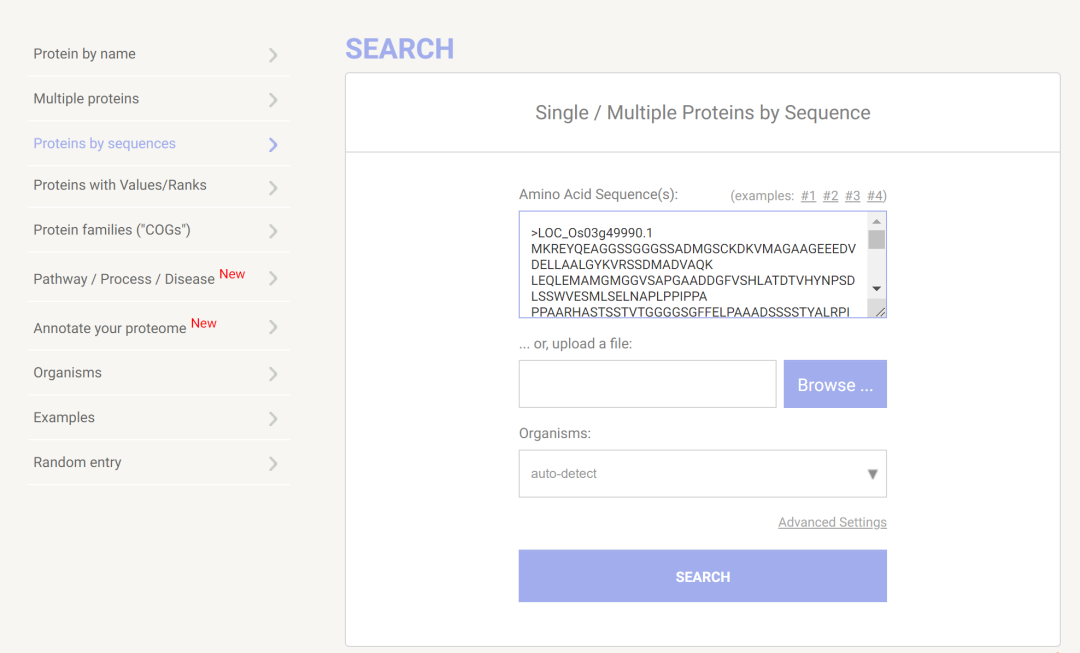 Protein by name
Multiple proteins
Proteins by sequences
Proteins with Values/Ranks
Protein families ("COGs")
Pathway / Process / Disease New
Annotate your proteome New
Organisms
Examples
Random entry
SEARCH
Single / Multiple Proteins by Sequence
Amino Acid Sequence(s): (examples: #1 #2 #3 #4)
>LOC_Os03g49990.1
MKREYQEAGGSSGGGSSADMGSCKDKVMAGAAGEEEDV
DELLAALGYKVRSSDMADVAQK
LEQLEMAMGMGGVSAPGAADDGFVSHLATDTVHYNPSD
LSSWVESMLSELNAPLPPIPPA
PPAARHASTSSTVTGGGGSGFFELPAAADSSSSTYALRPI
... or, upload a file:
Browse ...
Organisms:
auto-detect
Advanced Settings
SEARCH